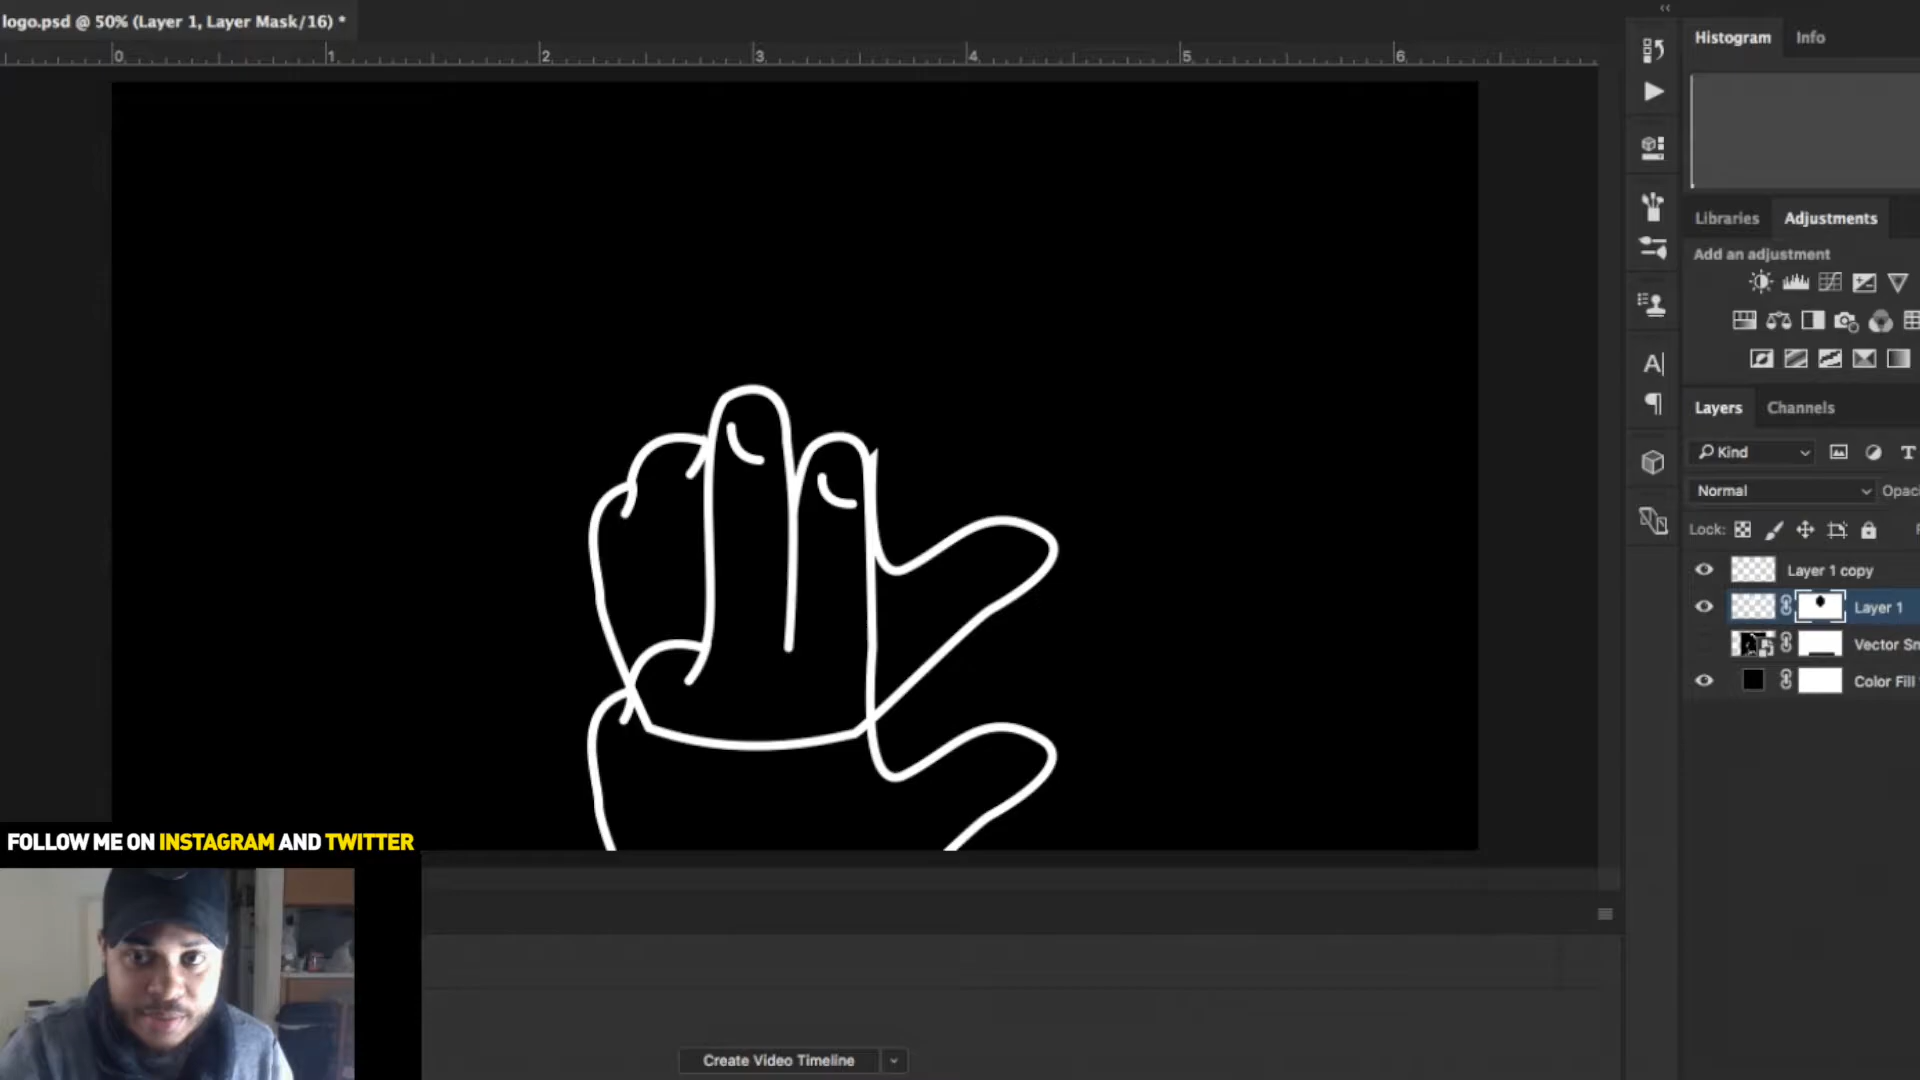 logo.psd @ 50% (Layer 1, Layer Mask/16) *
0 1 2 3 4 5 6
Histogram Info
Libraries Adjustments
Add an adjustment
Layers Channels
Kind
Normal Opac
Lock:
Layer 1 copy
Layer 1
Vector Sm
Color Fill
FOLLOW ME ON INSTAGRAM AND TWITTER
Create Video Timeline